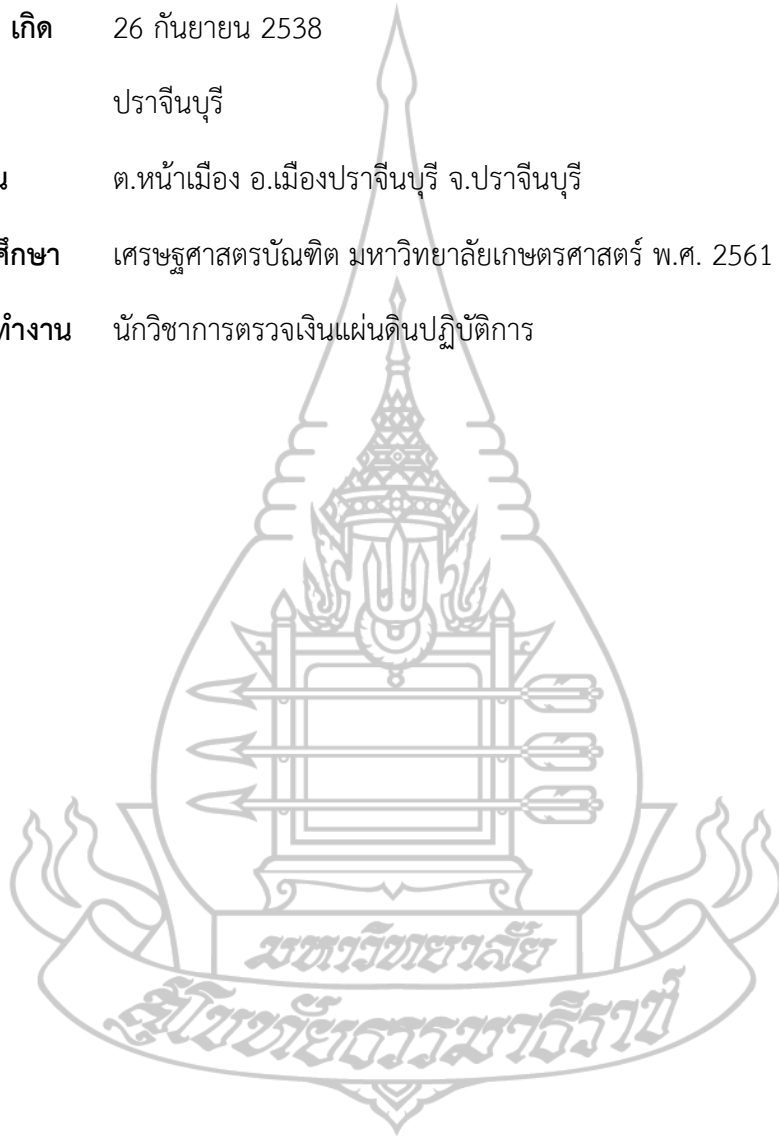 เกิด 26 กันยายน 2538
ปราจีนบุรี
น ต.หน้าเมือง อ.เมืองปราจีนบุรี จ.ปราจีนบุรี
ศึกษา เศรษฐศาสตรบัณฑิต มหาวิทยาลัยเกษตรศาสตร์ พ.ศ. 2561
ทำงาน นักวิชาการตรวจเงินแผ่นดินปฏิบัติการ
มหาวิทยาลัย
สุโขทัยธรรมาธิราช